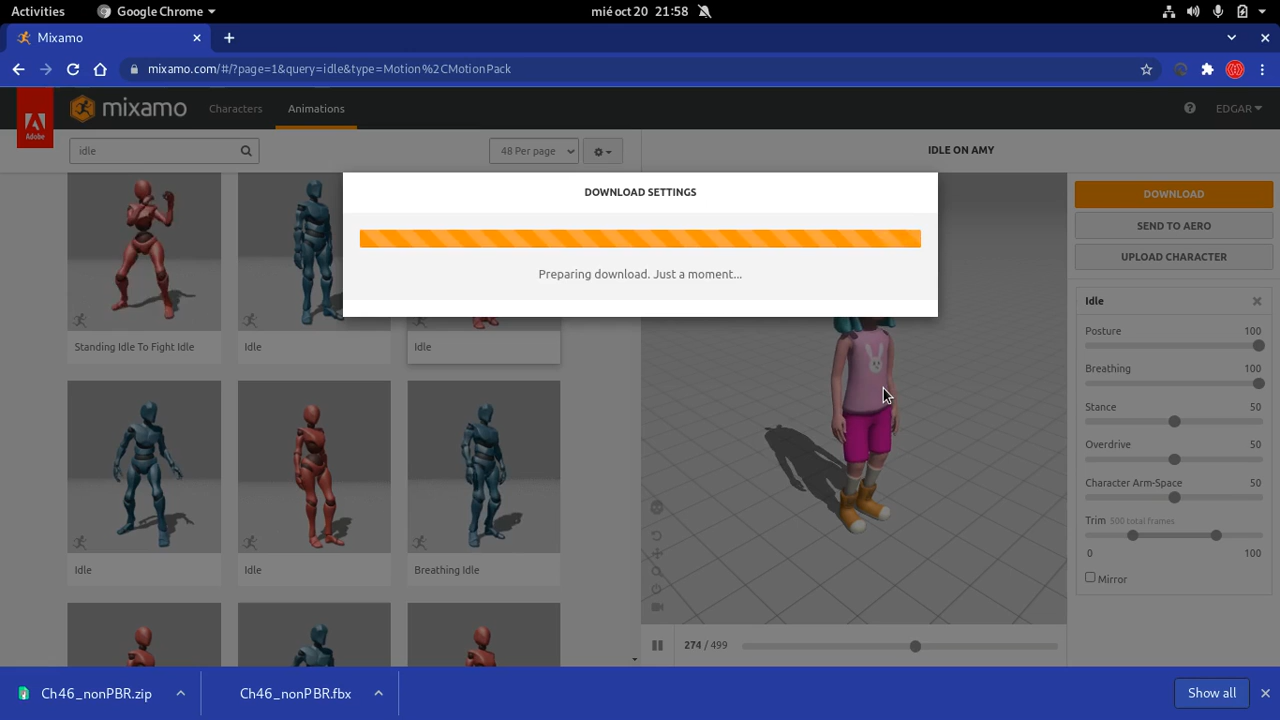 Activities
Google Chrome
mié oct 20 21:58
Mixamo
mixamo.com/#/?page=1&query=idle&type=Motion%2CMotionPack
Adobe
mixamo
Characters
Animations
EDGAR
idle
48 Per page
IDLE ON AMY
DOWNLOAD SETTINGS
Preparing download. Just a moment...
DOWNLOAD
SEND TO AERO
UPLOAD CHARACTER
Idle
Posture 100
Breathing 100
Stance 50
Overdrive 50
Character Arm-Space 50
Trim 500 total frames
0 100
Mirror
Standing Idle To Fight Idle
Idle
Idle
Idle
Idle
Breathing Idle
274 / 499
Ch46_nonPBR.zip
Ch46_nonPBR.fbx
Show all